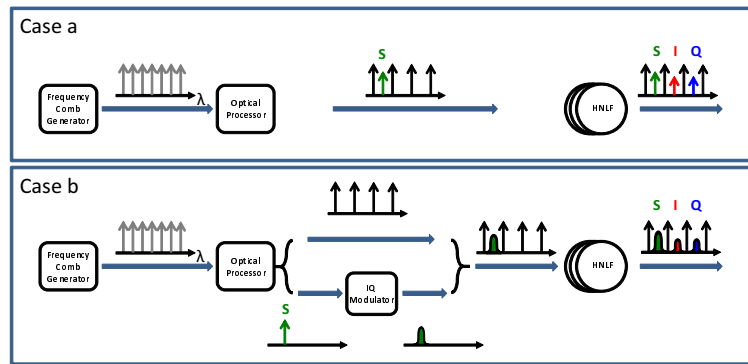 Case a
S
S I Q
Frequency
Comb
Generator
λ
Optical
Processor
HNLF
Case b
S I Q
Frequency
Comb
Generator
λ
Optical
Processor
IQ
Modulator
HNLF
S